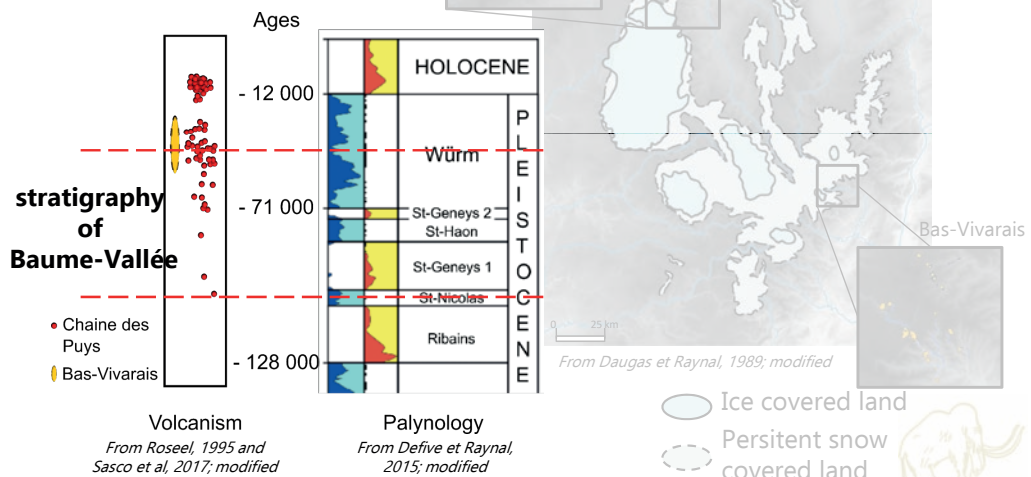 Ages
HOLOCENE
- 12 000
Würm
PLEISTOCENE
stratigraphy
of
Baume-Vallée
- 71 000
St-Geneys 2
St-Haon
St-Geneys 1
St-Nicolas
Ribains
- 128 000
Chaine des
Puys
Bas-Vivarais
Volcanism
From Roseel, 1995 and
Sasco et al, 2017; modified
Palynology
From Defive et Raynal,
2015; modified
Bas-Vivarais
0 25 km
From Daugas et Raynal, 1989; modified
Ice covered land
Persitent snow
covered land